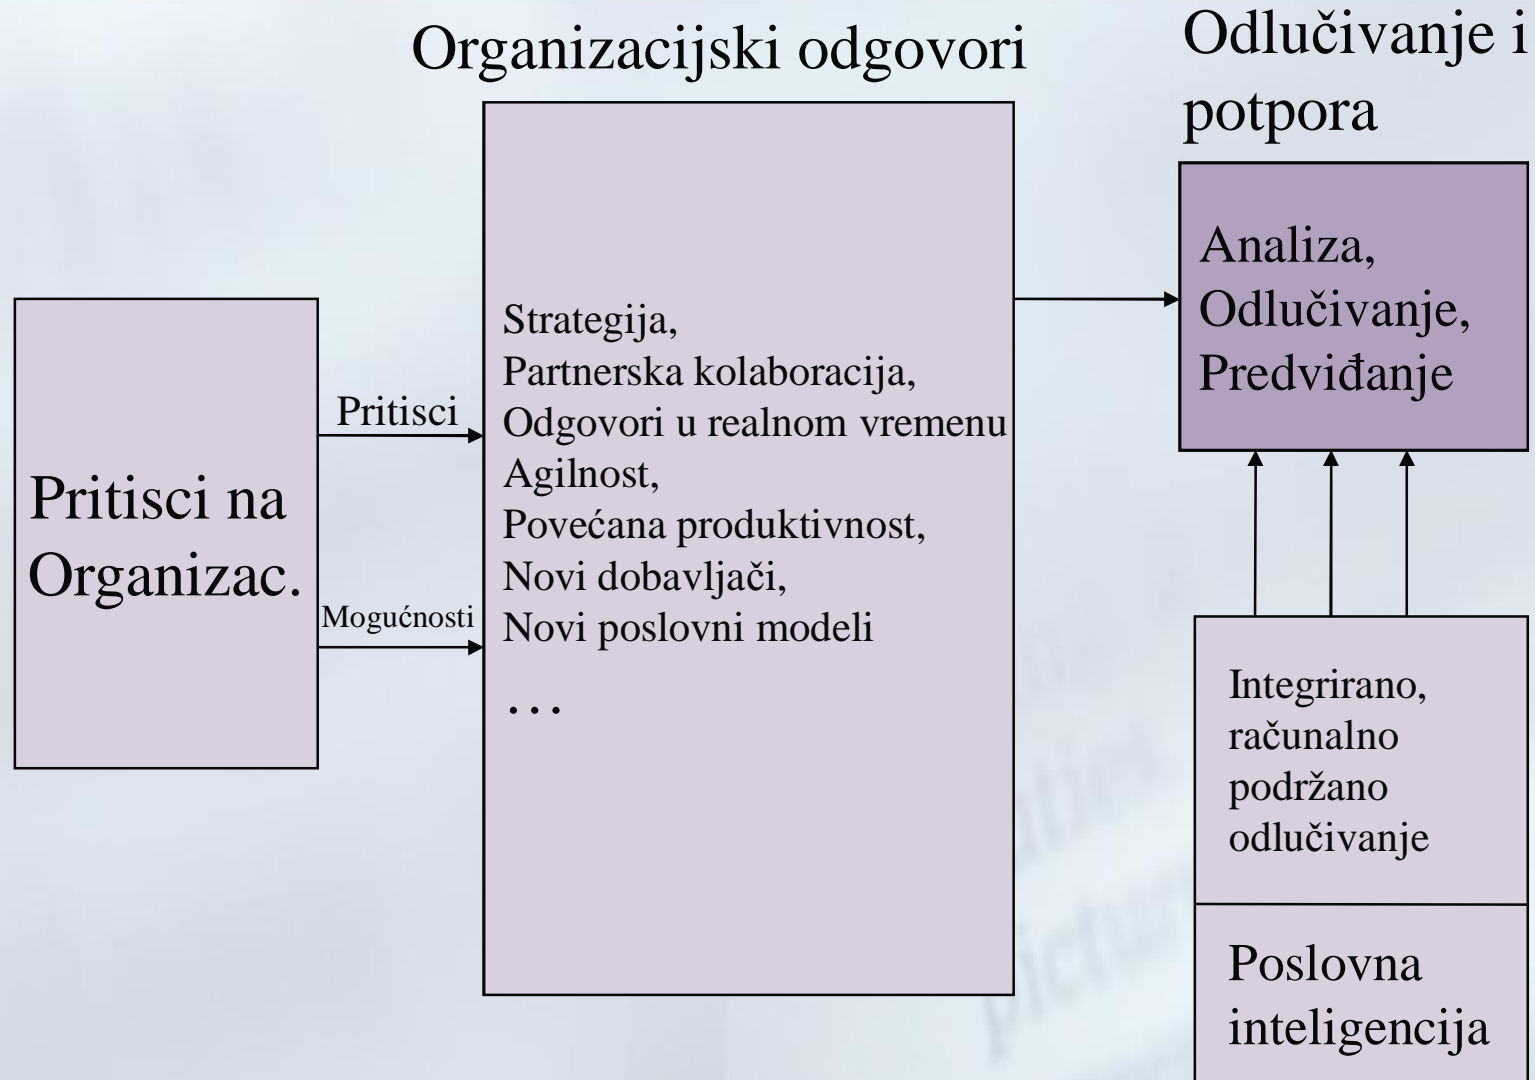 Organizacijski odgovori
Odlučivanje i
potpora
Pritisci na
Organizac.
Pritisci
Mogućnosti
Strategija,
Partnerska kolaboracija,
Odgovori u realnom vremenu
Agilnost,
Povećana produktivnost,
Novi dobavljači,
Novi poslovni modeli
…
Analiza,
Odlučivanje,
Predviđanje
Integrirano,
računalno
podržano
odlučivanje
Poslovna
inteligencija